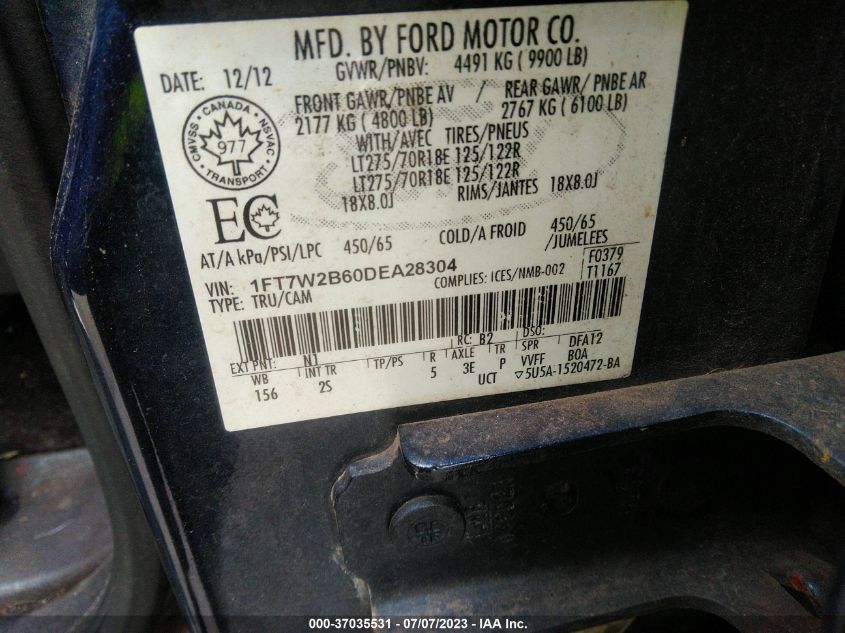 MFD. BY FORD MOTOR CO.
DATE: 12/12 GVWR/PNBV: 4491 KG ( 9900 LB)
FRONT GAWR/PNBE AV / REAR GAWR/ PNBE AR
2177 KG ( 4800 LB) 2767 KG ( 6100 LB)
WITH/AVEC TIRES/PNEUS
LT275/70R18E 125/122R
LT275/70R18E 125/122R
18X8.0J RIMS/JANTES 18X8.0J
CANADA
CMVSS NSVAC
977
TRANSPORT
EC
AT/A kPa/PSI/LPC 450/65 COLD/A FROID 450/65
/JUMELEES
VIN: 1FT7W2B60DEA28304 F0379
TYPE: TRU/CAM COMPLIES: ICES/NMB-002 T1167
EXT PNT: N1 RC: B2 DSO:
WB INT TR TP/PS R AXLE TR SPR DFA12
156 2S 5 3E P VVFF B0A
UCT ▽5U5A-1520472-BA
000-37035531 - 07/07/2023 - IAA Inc.